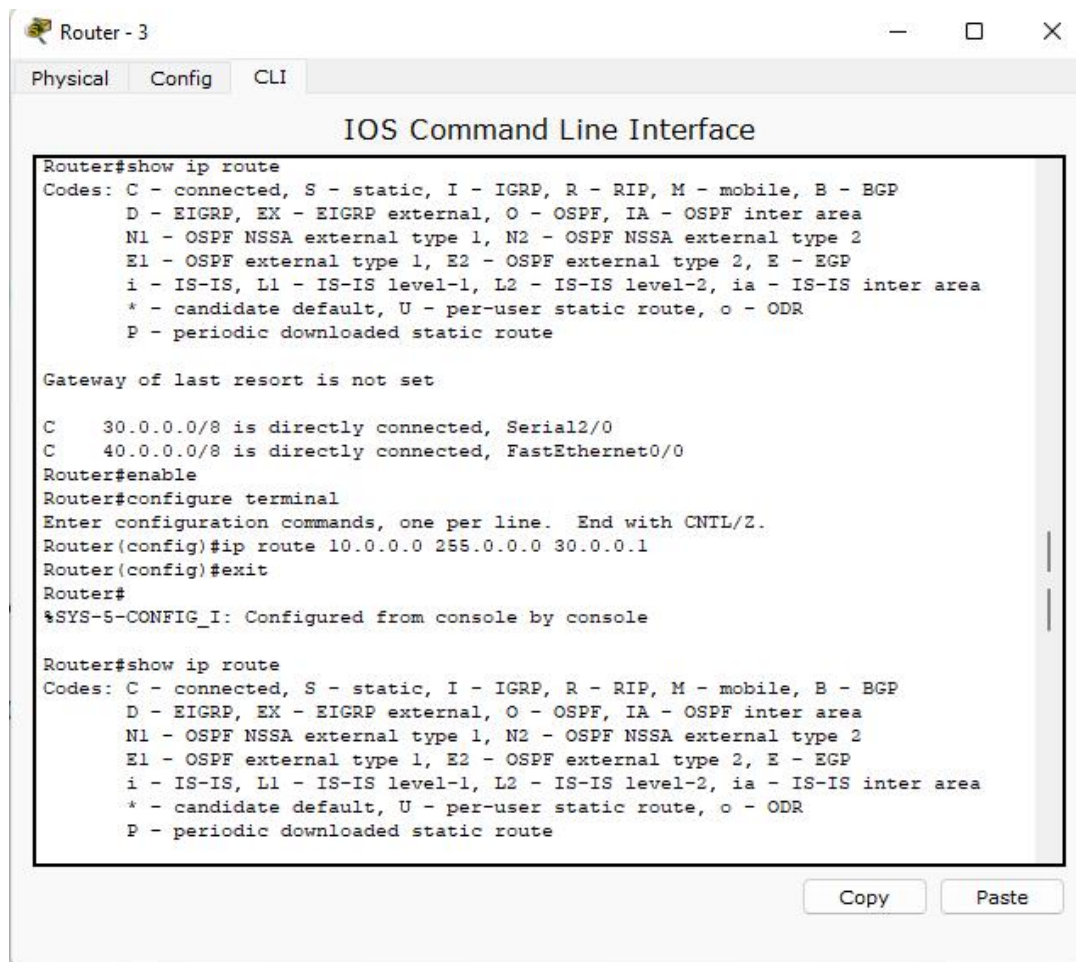 Router - 3
Physical Config CLI
IOS Command Line Interface
Router#show ip route
Codes: C - connected, S - static, I - IGRP, R - RIP, M - mobile, B - BGP
       D - EIGRP, EX - EIGRP external, O - OSPF, IA - OSPF inter area
       N1 - OSPF NSSA external type 1, N2 - OSPF NSSA external type 2
       E1 - OSPF external type 1, E2 - OSPF external type 2, E - EGP
       i - IS-IS, L1 - IS-IS level-1, L2 - IS-IS level-2, ia - IS-IS inter area
       * - candidate default, U - per-user static route, o - ODR
       P - periodic downloaded static route

Gateway of last resort is not set

C    30.0.0.0/8 is directly connected, Serial2/0
C    40.0.0.0/8 is directly connected, FastEthernet0/0
Router#enable
Router#configure terminal
Enter configuration commands, one per line.  End with CNTL/Z.
Router(config)#ip route 10.0.0.0 255.0.0.0 30.0.0.1
Router(config)#exit
Router#
%SYS-5-CONFIG_I: Configured from console by console

Router#show ip route
Codes: C - connected, S - static, I - IGRP, R - RIP, M - mobile, B - BGP
       D - EIGRP, EX - EIGRP external, O - OSPF, IA - OSPF inter area
       N1 - OSPF NSSA external type 1, N2 - OSPF NSSA external type 2
       E1 - OSPF external type 1, E2 - OSPF external type 2, E - EGP
       i - IS-IS, L1 - IS-IS level-1, L2 - IS-IS level-2, ia - IS-IS inter area
       * - candidate default, U - per-user static route, o - ODR
       P - periodic downloaded static route
Copy Paste